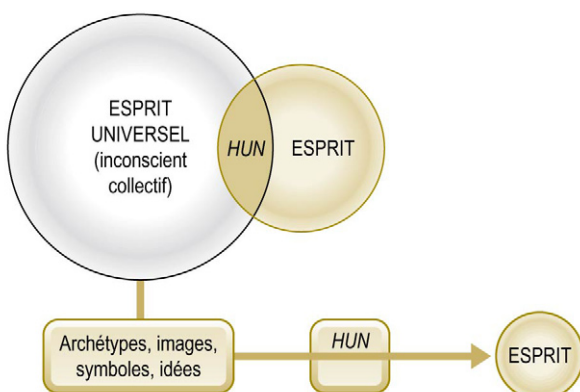 ESPRIT
UNIVERSEL
(inconscient
collectif)
HUN
ESPRIT
Archétypes, images,
symboles, idées
HUN
ESPRIT